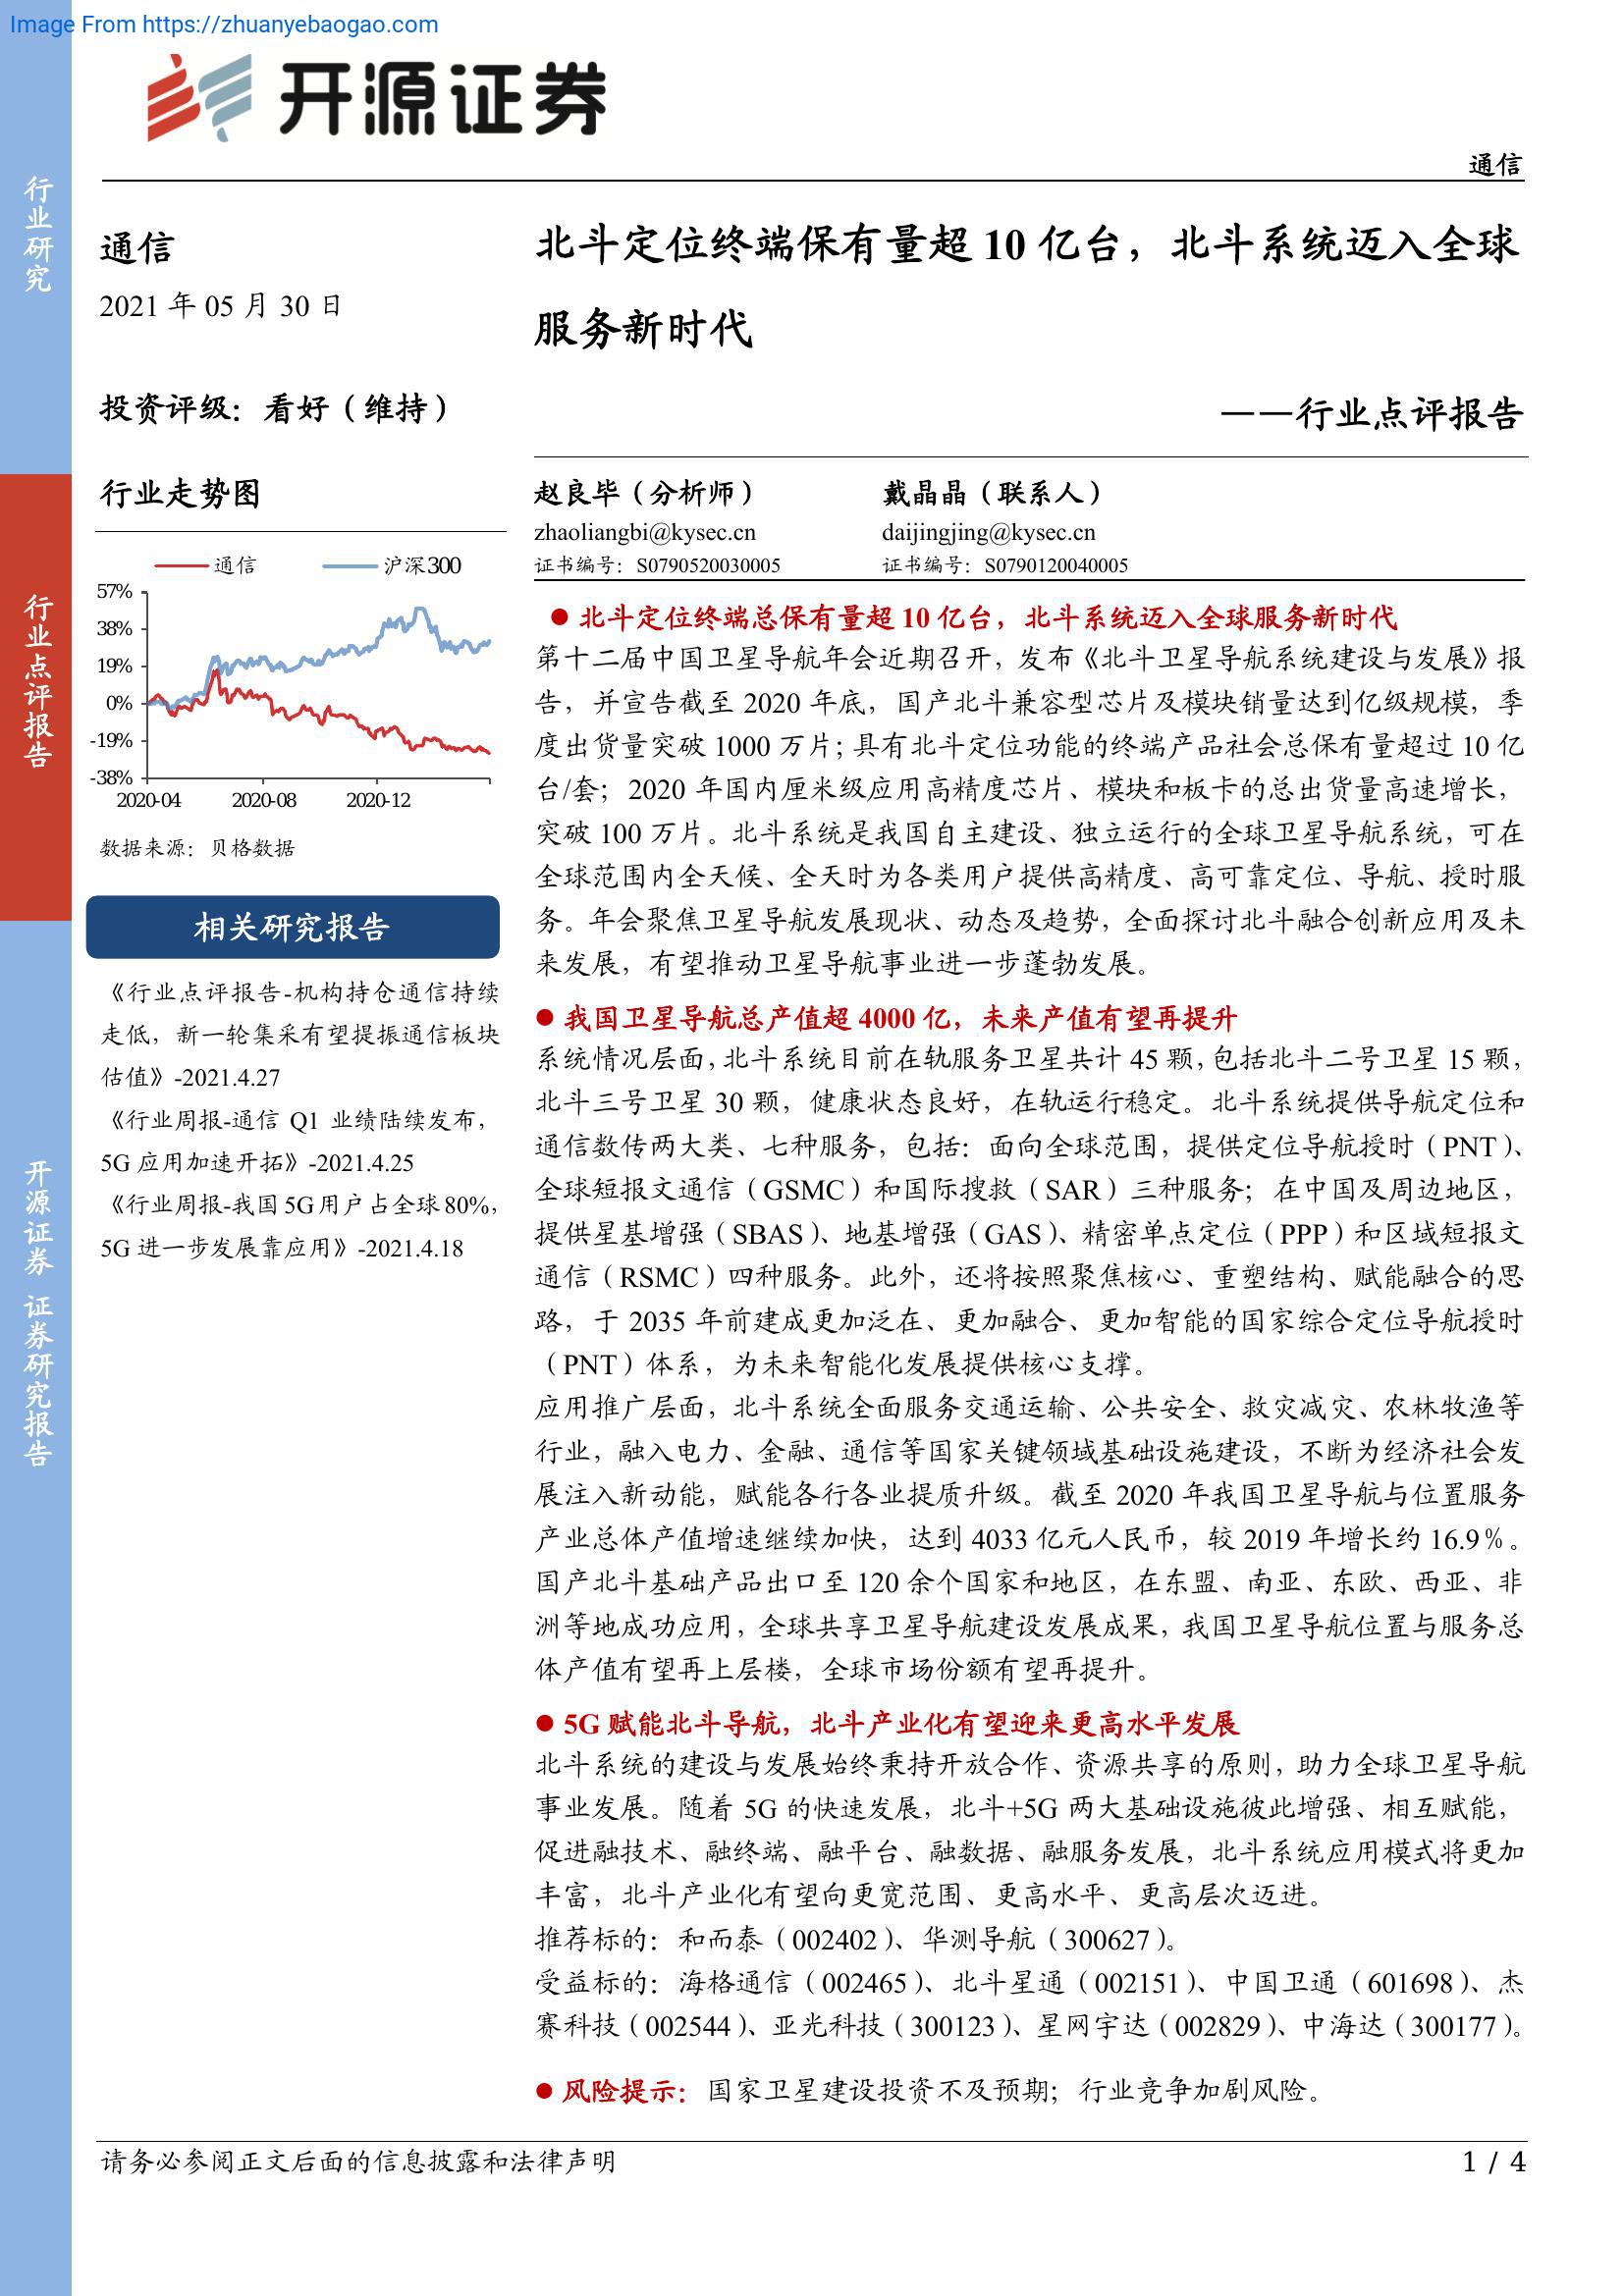 Image From https://zhuanyebaogao.com
开源证券
通信
行业研究
行业点评报告
开源证券 证券研究报告
通信
2021 年 05 月 30 日
投资评级：看好（维持）
行业走势图
通信 沪深300
57%
38%
19%
0%
-19%
-38%
2020-04 2020-08 2020-12
数据来源：贝格数据
相关研究报告
《行业点评报告-机构持仓通信持续
走低，新一轮集采有望提振通信板块
估值》-2021.4.27
《行业周报-通信 Q1 业绩陆续发布，
5G 应用加速开拓》-2021.4.25
《行业周报-我国 5G 用户占全球 80%，
5G 进一步发展靠应用》-2021.4.18
北斗定位终端保有量超 10 亿台，北斗系统迈入全球
服务新时代
——行业点评报告
赵良毕（分析师） 戴晶晶（联系人）
zhaoliangbi@kysec.cn daijingjing@kysec.cn
证书编号：S0790520030005 证书编号：S0790120040005
● 北斗定位终端总保有量超 10 亿台，北斗系统迈入全球服务新时代
第十二届中国卫星导航年会近期召开，发布《北斗卫星导航系统建设与发展》报
告，并宣告截至 2020 年底，国产北斗兼容型芯片及模块销量达到亿级规模，季
度出货量突破 1000 万片；具有北斗定位功能的终端产品社会总保有量超过 10 亿
台/套；2020 年国内厘米级应用高精度芯片、模块和板卡的总出货量高速增长，
突破 100 万片。北斗系统是我国自主建设、独立运行的全球卫星导航系统，可在
全球范围内全天候、全天时为各类用户提供高精度、高可靠定位、导航、授时服
务。年会聚焦卫星导航发展现状、动态及趋势，全面探讨北斗融合创新应用及未
来发展，有望推动卫星导航事业进一步蓬勃发展。
● 我国卫星导航总产值超 4000 亿，未来产值有望再提升
系统情况层面，北斗系统目前在轨服务卫星共计 45 颗，包括北斗二号卫星 15 颗，
北斗三号卫星 30 颗，健康状态良好，在轨运行稳定。北斗系统提供导航定位和
通信数传两大类、七种服务，包括：面向全球范围，提供定位导航授时（PNT）、
全球短报文通信（GSMC）和国际搜救（SAR）三种服务；在中国及周边地区，
提供星基增强（SBAS）、地基增强（GAS）、精密单点定位（PPP）和区域短报文
通信（RSMC）四种服务。此外，还将按照聚焦核心、重塑结构、赋能融合的思
路，于 2035 年前建成更加泛在、更加融合、更加智能的国家综合定位导航授时
（PNT）体系，为未来智能化发展提供核心支撑。
应用推广层面，北斗系统全面服务交通运输、公共安全、救灾减灾、农林牧渔等
行业，融入电力、金融、通信等国家关键领域基础设施建设，不断为经济社会发
展注入新动能，赋能各行各业提质升级。截至 2020 年我国卫星导航与位置服务
产业总体产值增速继续加快，达到 4033 亿元人民币，较 2019 年增长约 16.9％。
国产北斗基础产品出口至 120 余个国家和地区，在东盟、南亚、东欧、西亚、非
洲等地成功应用，全球共享卫星导航建设发展成果，我国卫星导航位置与服务总
体产值有望再上层楼，全球市场份额有望再提升。
● 5G 赋能北斗导航，北斗产业化有望迎来更高水平发展
北斗系统的建设与发展始终秉持开放合作、资源共享的原则，助力全球卫星导航
事业发展。随着 5G 的快速发展，北斗+5G 两大基础设施彼此增强、相互赋能，
促进融技术、融终端、融平台、融数据、融服务发展，北斗系统应用模式将更加
丰富，北斗产业化有望向更宽范围、更高水平、更高层次迈进。
推荐标的：和而泰（002402）、华测导航（300627）。
受益标的：海格通信（002465）、北斗星通（002151）、中国卫通（601698）、杰
赛科技（002544）、亚光科技（300123）、星网宇达（002829）、中海达（300177）。
● 风险提示：国家卫星建设投资不及预期；行业竞争加剧风险。
请务必参阅正文后面的信息披露和法律声明
1 / 4